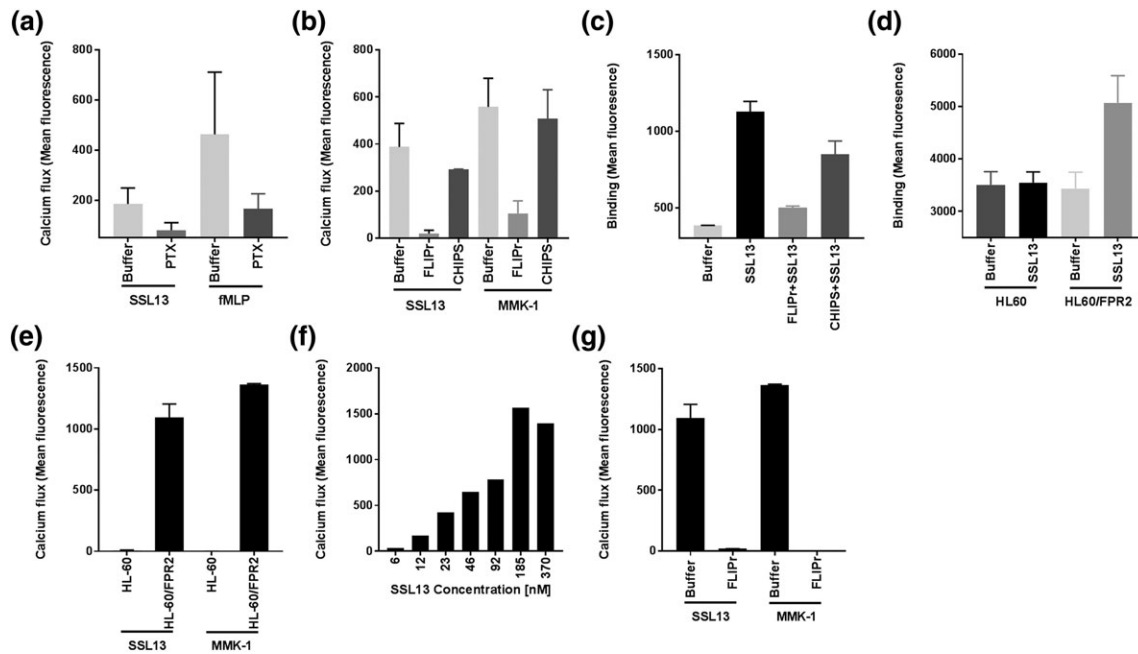 (a)
Calcium flux (Mean fluorescence)
800
600
400
200
Buffer
PTX
Buffer
PTX
SSL13
fMLP
(b)
Calcium flux (Mean fluorescence)
800
600
400
200
0
Buffer
FLIPr
CHIPS
Buffer
FLIPr
CHIPS
SSL13
MMK-1
(c)
Binding (Mean fluoresence)
1500
1000
500
Buffer
SSL13
FLIPr+SSL13
CHIPS+SSL13
(d)
Binding (Mean fluoresence)
6000
5000
4000
3000
Buffer
SSL13
Buffer
SSL13
HL60
HL60/FPR2
(e)
Calcium flux (Mean fluorescence)
1500
1000
500
0
HL-60
HL-60/FPR2
HL-60
HL-60/FPR2
SSL13
MMK-1
(f)
Calcium flux (Mean fluorescence)
2000
1500
1000
500
0
6
12
23
46
92
185
370
SSL13 Concentration [nM]
(g)
Calcium flux (Mean fluorescence)
1500
1000
500
0
Buffer
FLIPr
Buffer
FLIPr
SSL13
MMK-1